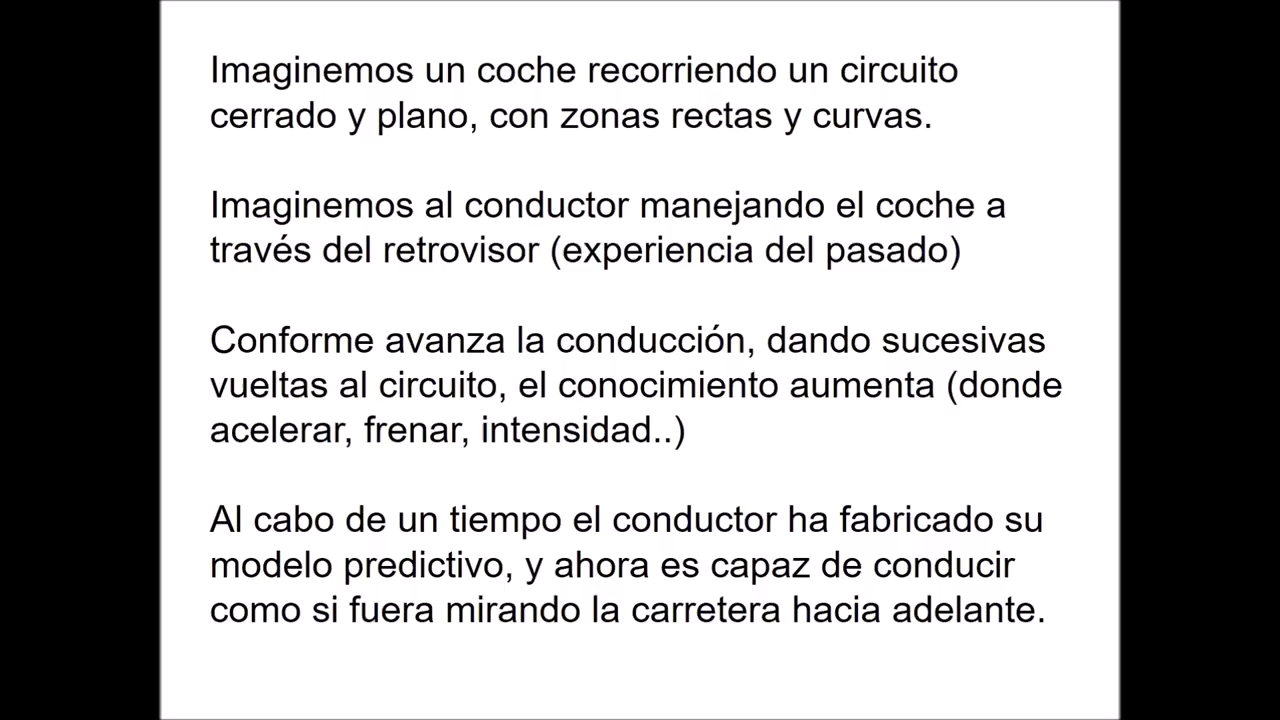 Imaginemos un coche recorriendo un circuito
cerrado y plano, con zonas rectas y curvas.
Imaginemos al conductor manejando el coche a
través del retrovisor (experiencia del pasado)
Conforme avanza la conducción, dando sucesivas
vueltas al circuito, el conocimiento aumenta (donde
acelerar, frenar, intensidad..)
Al cabo de un tiempo el conductor ha fabricado su
modelo predictivo, y ahora es capaz de conducir
como si fuera mirando la carretera hacia adelante.